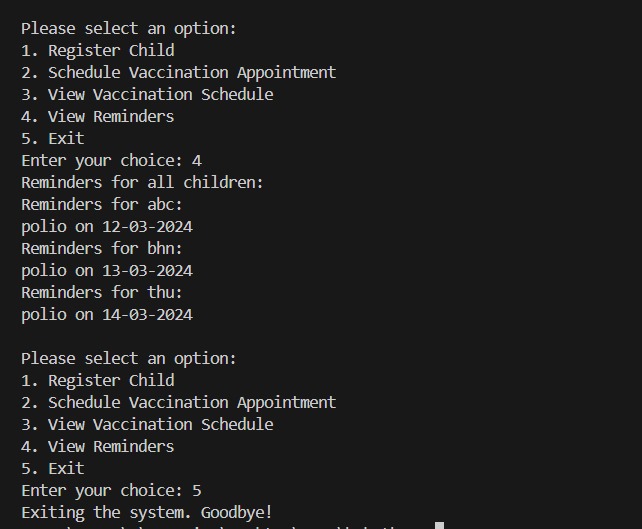 Please select an option:
1. Register Child
2. Schedule Vaccination Appointment
3. View Vaccination Schedule
4. View Reminders
5. Exit
Enter your choice: 4
Reminders for all children:
Reminders for abc:
polio on 12-03-2024
Reminders for bhn:
polio on 13-03-2024
Reminders for thu:
polio on 14-03-2024
Please select an option:
1. Register Child
2. Schedule Vaccination Appointment
3. View Vaccination Schedule
4. View Reminders
5. Exit
Enter your choice: 5
Exiting the system. Goodbye!